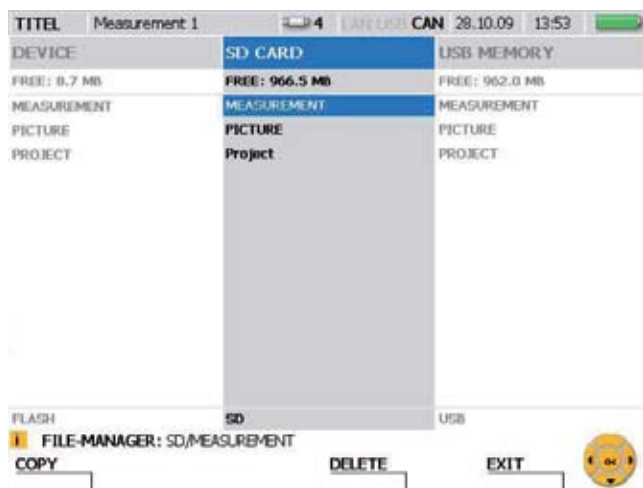 TITEL Measurement 1 4 LAN USB CAN 28.10.09 13:53
DEVICE SD CARD USB MEMORY
FREE: 8.7 MB FREE: 966.5 MB FREE: 962.0 MB
MEASUREMENT MEASUREMENT MEASUREMENT
PICTURE PICTURE PICTURE
PROJECT Project PROJECT
FLASH SD USB
i FILE-MANAGER: SD/MEASUREMENT
COPY DELETE EXIT OK